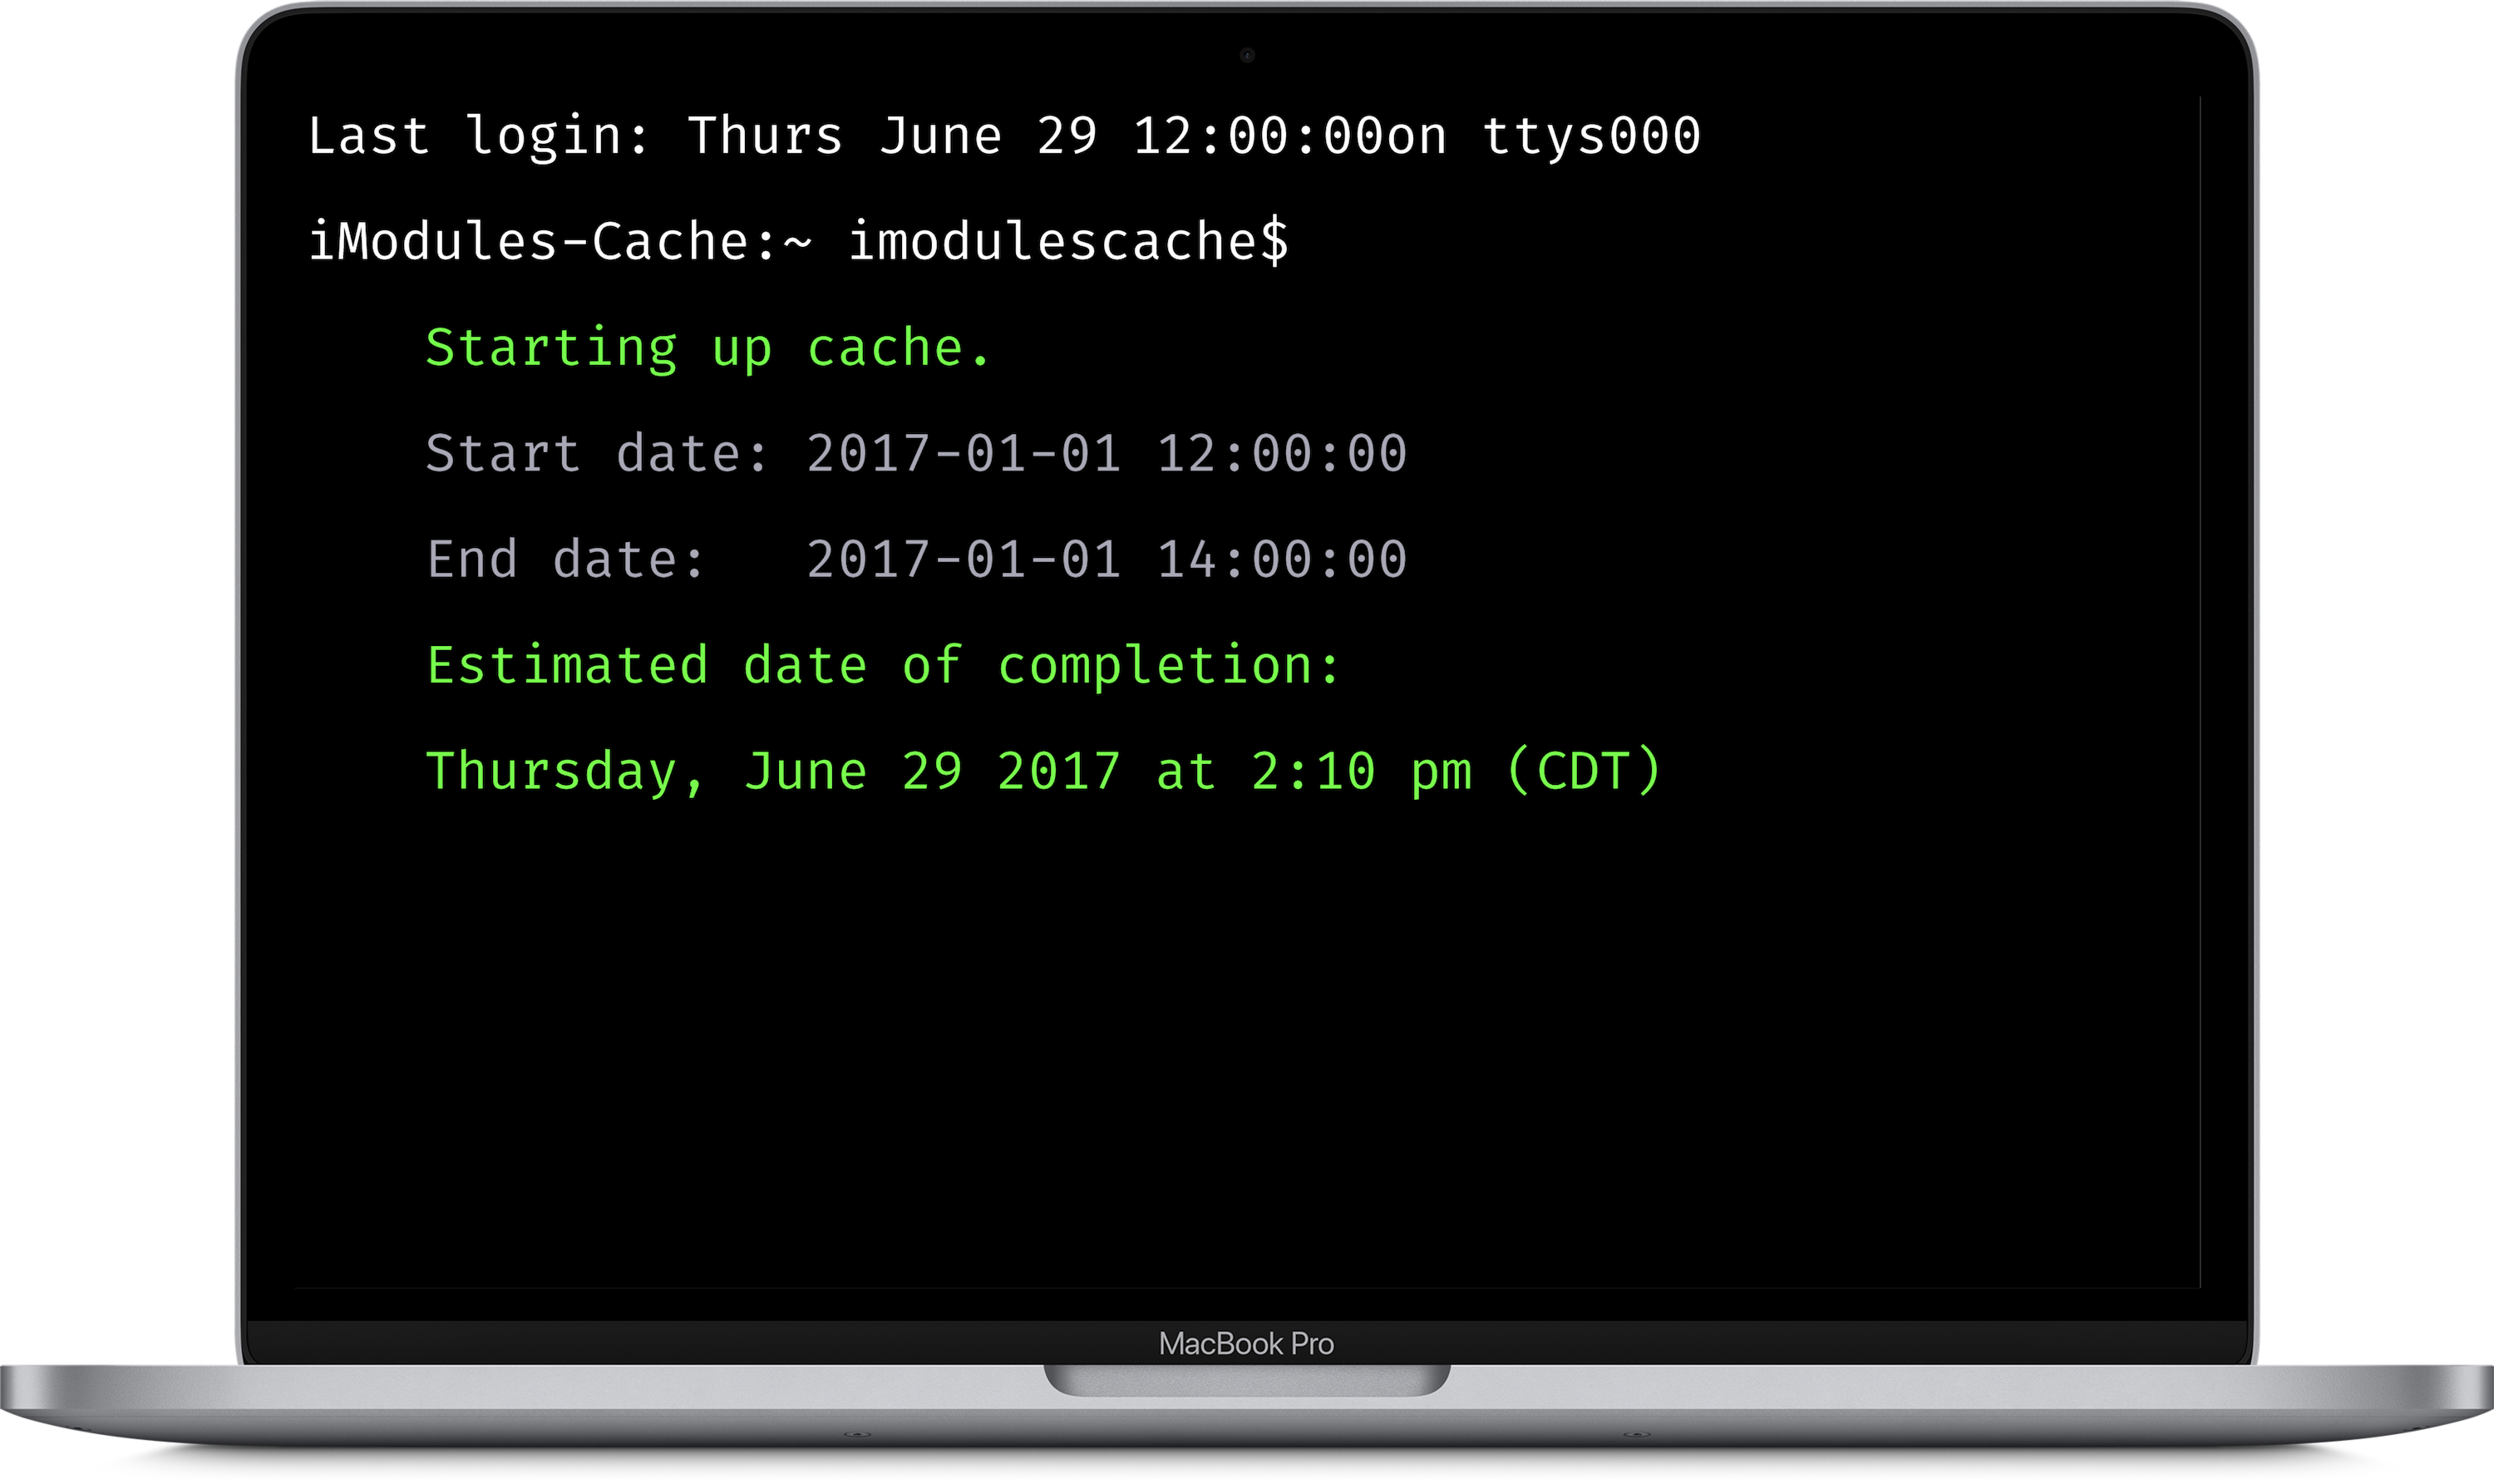 Last login: Thurs June 29 12:00:00on ttys000
iModules-Cache:~ imodulescache$
Starting up cache.
Start date: 2017-01-01 12:00:00
End date:   2017-01-01 14:00:00
Estimated date of completion:
Thursday, June 29 2017 at 2:10 pm (CDT)
MacBook Pro